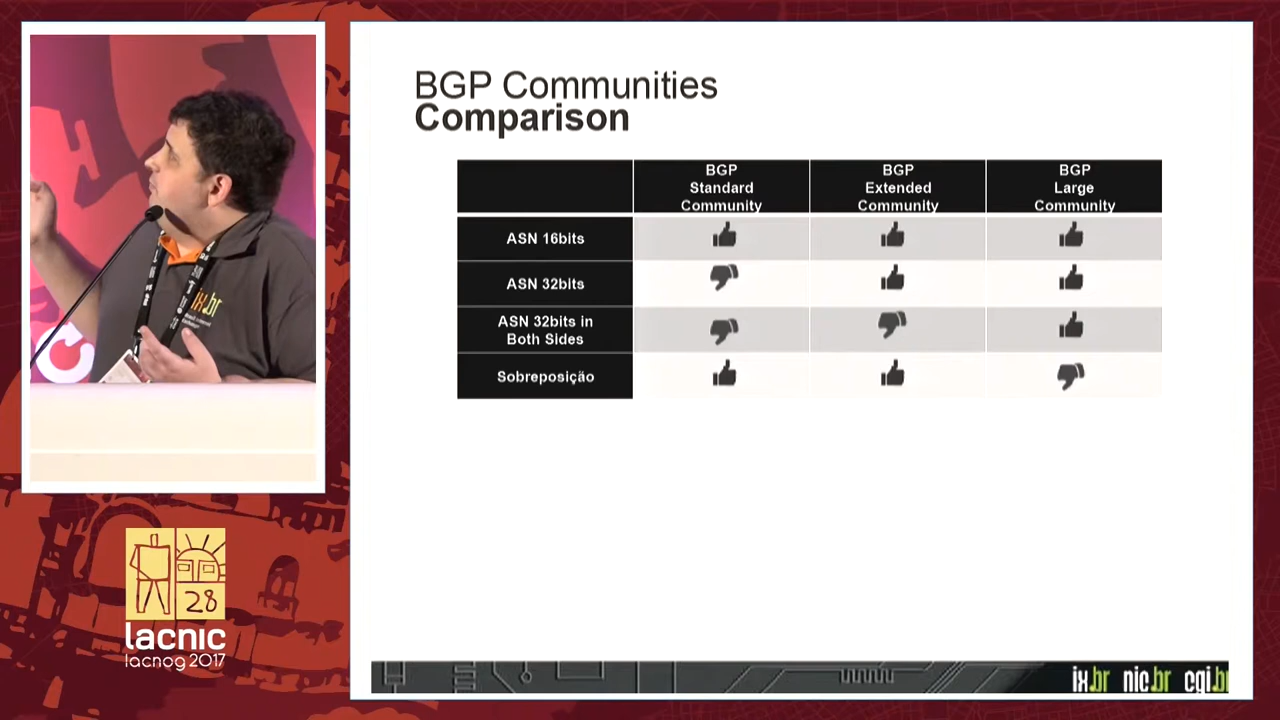 BGP Communities
Comparison
BGP Standard Community
BGP Extended Community
BGP Large Community
ASN 16bits
ASN 32bits
ASN 32bits in Both Sides
Sobreposição
ix.br
28
lacnic
lacnog 2017
ix.br nic.br cgi.br